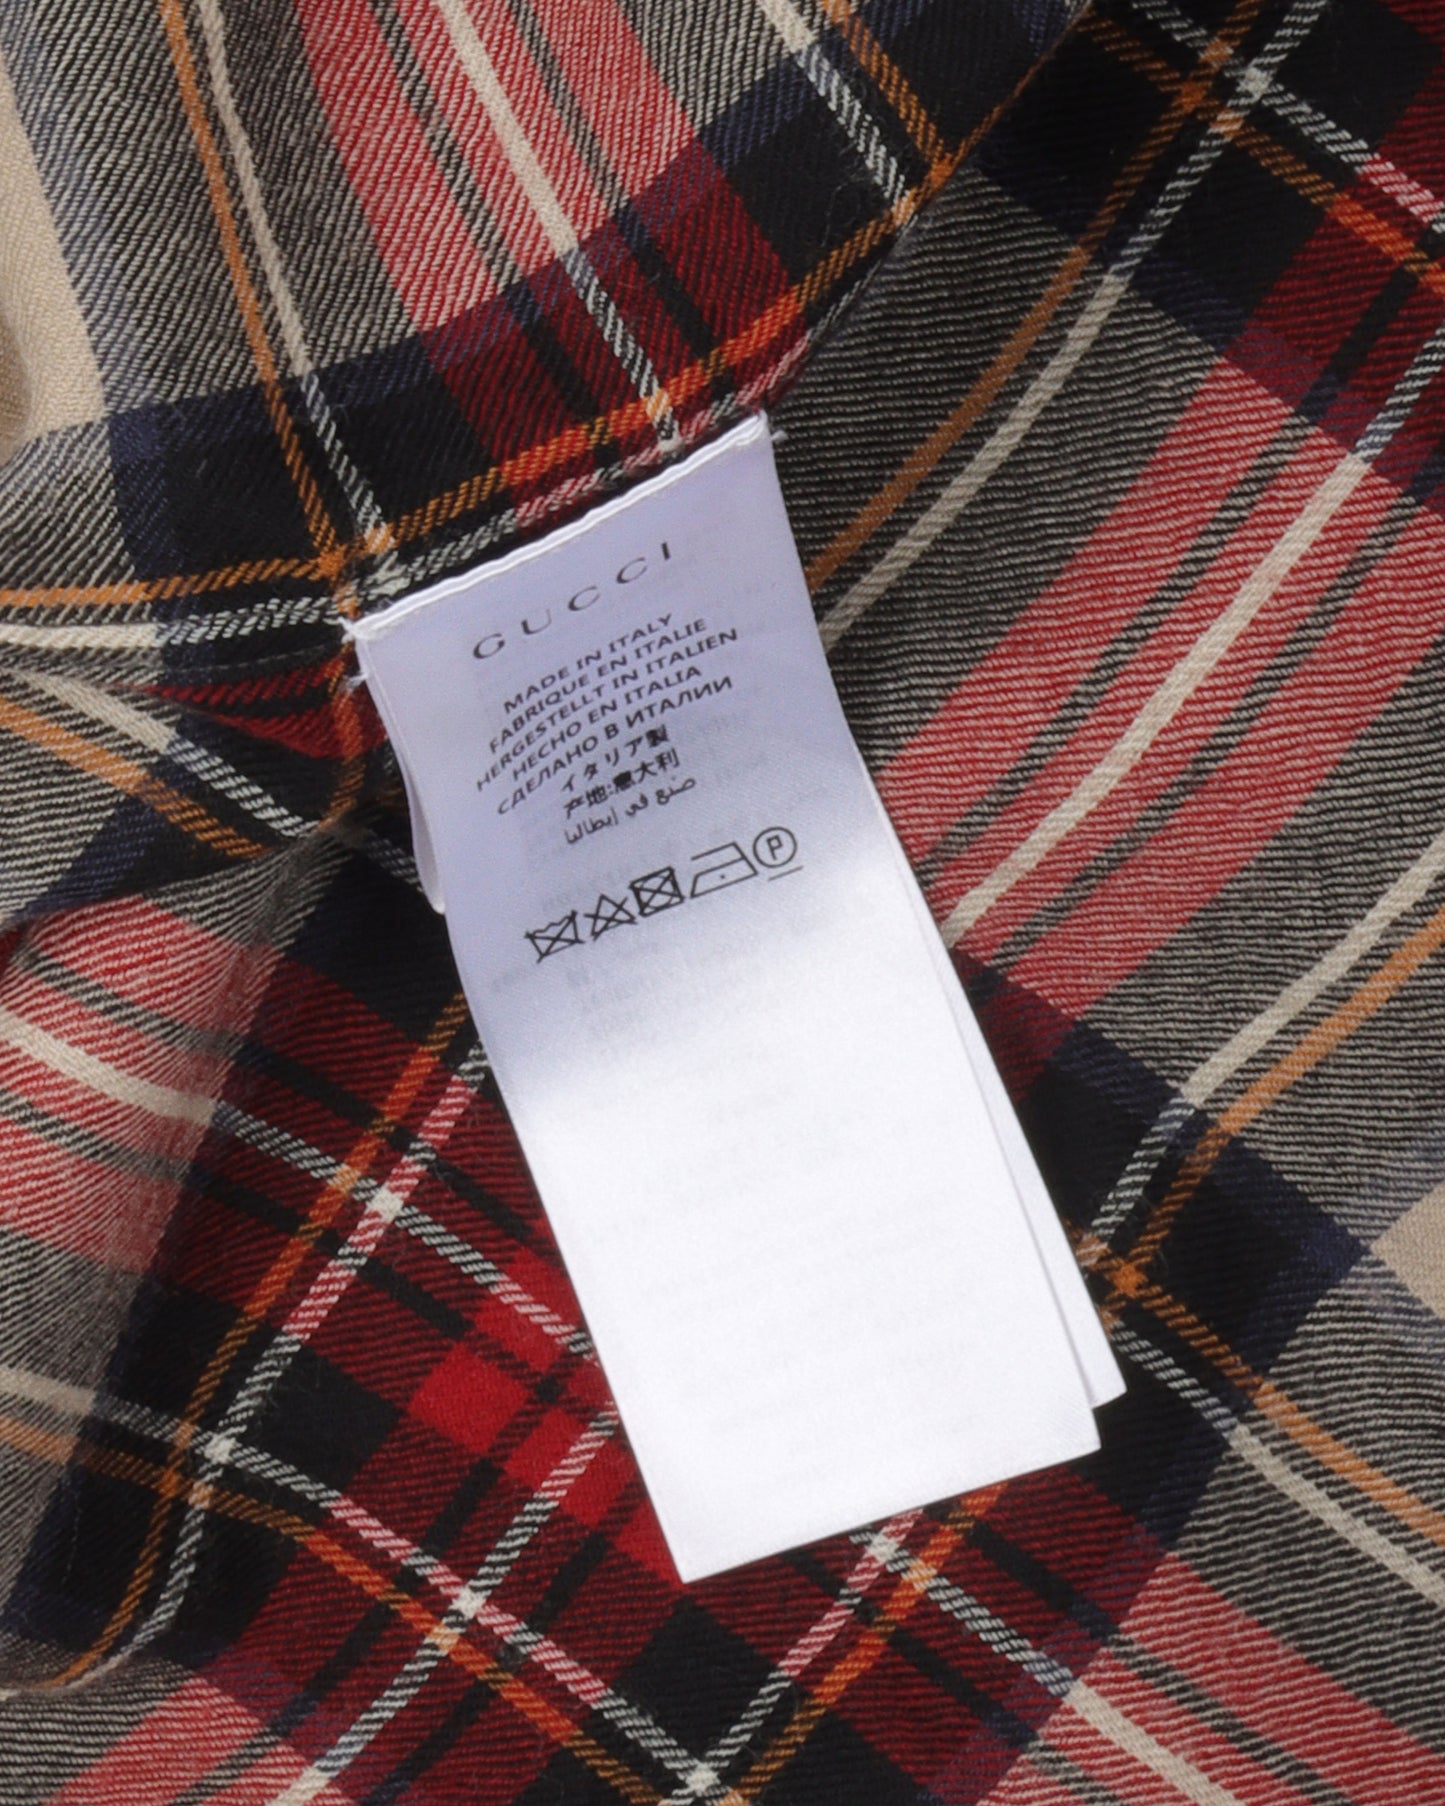 GUCCI
MADE IN ITALY
FABRIQUE EN ITALIE
HERGESTELLT IN ITALIEN
HECHO EN ITALIA
СДЕЛАНО В ИТАЛИИ
イタリア製
产地:意大利
صنع في إيطاليا
P